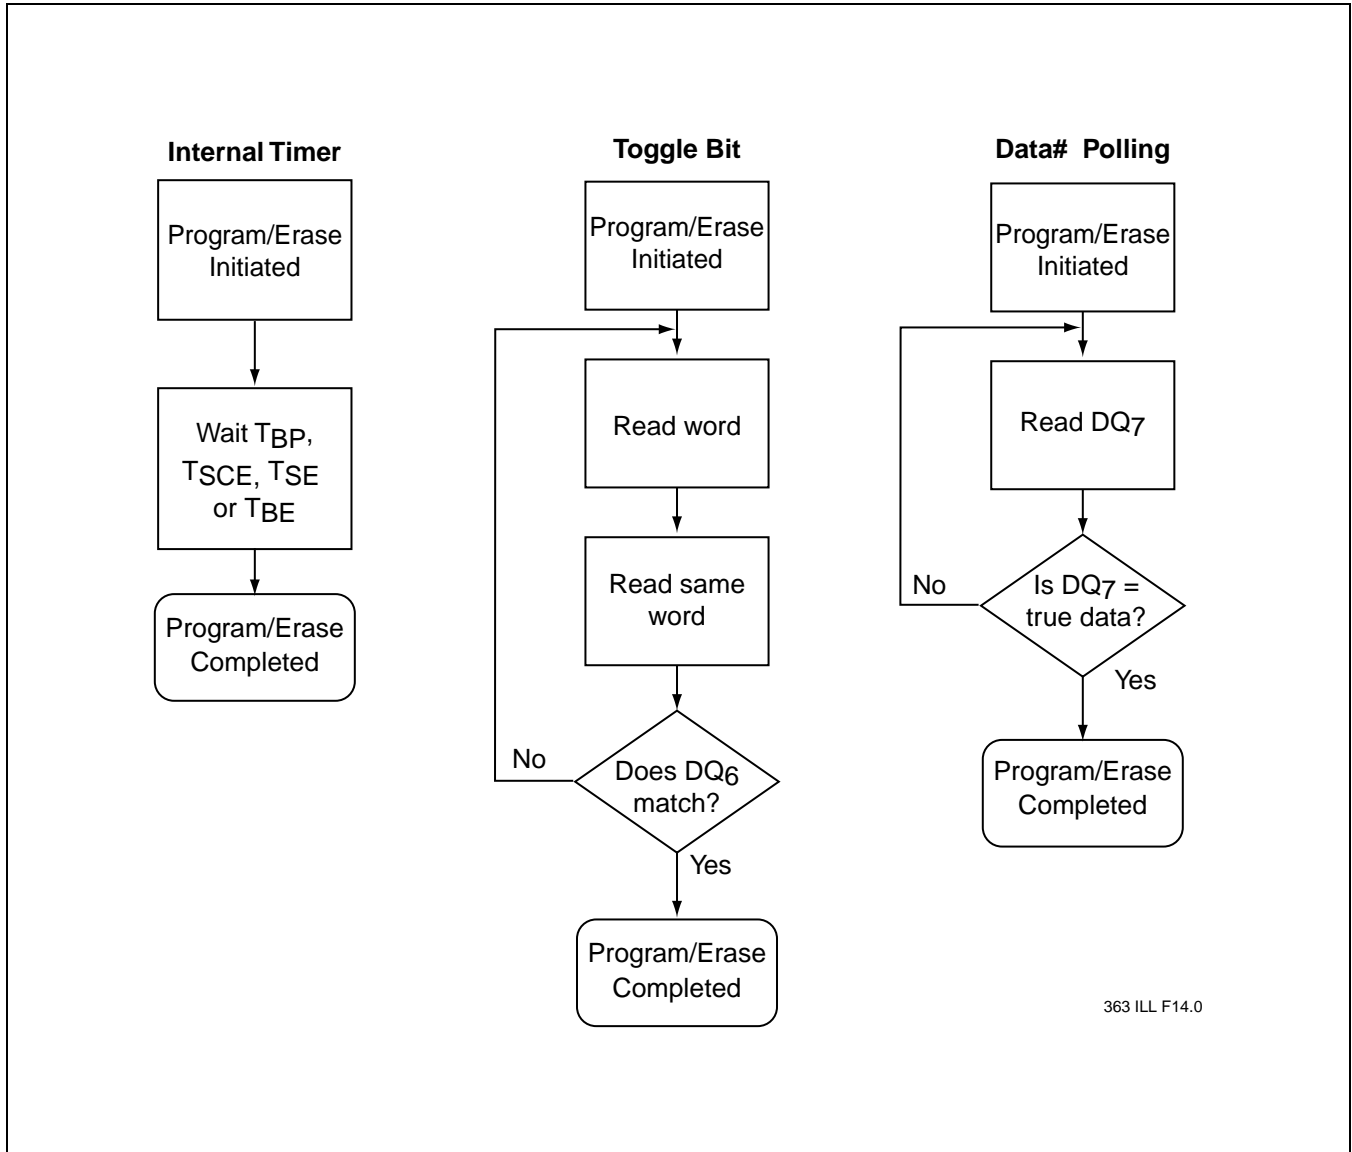 Internal Timer
Program/Erase
Initiated
Wait TBP,
TSCE, TSE
or TBE
Program/Erase
Completed
Toggle Bit
Program/Erase
Initiated
Read word
Read same
word
No
Does DQ6
match?
Yes
Program/Erase
Completed
Data# Polling
Program/Erase
Initiated
Read DQ7
No
Is DQ7 =
true data?
Yes
Program/Erase
Completed
363 ILL F14.0